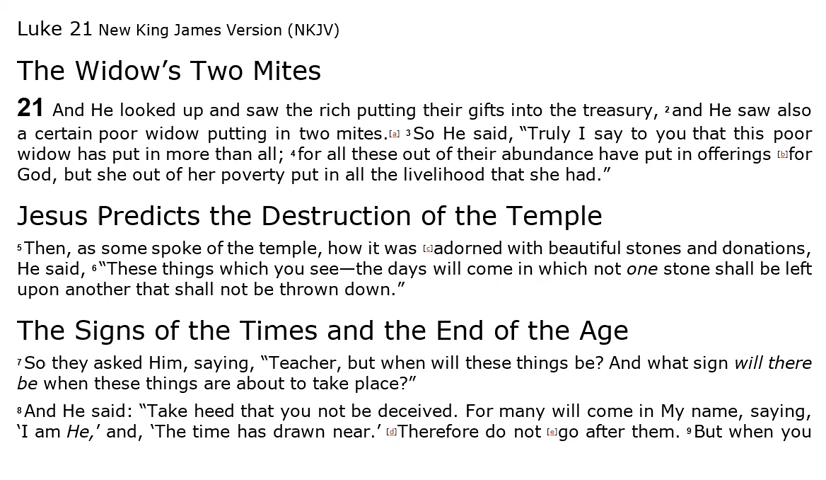 Luke 21 New King James Version (NKJV)
The Widow’s Two Mites
21 And He looked up and saw the rich putting their gifts into the treasury, 2 and He saw also
a certain poor widow putting in two mites.[a] 3 So He said, “Truly I say to you that this poor
widow has put in more than all; 4 for all these out of their abundance have put in offerings [b]for
God, but she out of her poverty put in all the livelihood that she had.”
Jesus Predicts the Destruction of the Temple
5 Then, as some spoke of the temple, how it was [c]adorned with beautiful stones and donations,
He said, 6 “These things which you see—the days will come in which not one stone shall be left
upon another that shall not be thrown down.”
The Signs of the Times and the End of the Age
7 So they asked Him, saying, “Teacher, but when will these things be? And what sign will there
be when these things are about to take place?”
8 And He said: “Take heed that you not be deceived. For many will come in My name, saying,
‘I am He,’ and, ‘The time has drawn near.’ [d]Therefore do not [e]go after them. 9 But when you